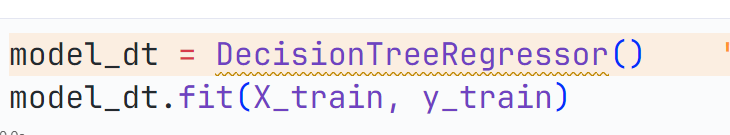 model_dt = DecisionTreeRegressor()
model_dt.fit(X_train, y_train)